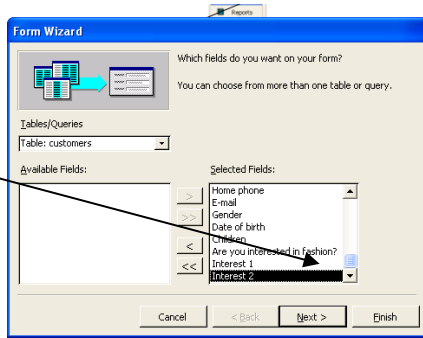 Reports
Form Wizard
Which fields do you want on your form?
You can choose from more than one table or query.
Tables/Queries
Table: customers
Available Fields:
Selected Fields:
>
>>
<
<<
Home phone
E-mail
Gender
Date of birth
Children
Are you interested in fashion?
Interest 1
Interest 2
Cancel
< Back
Next >
Finish